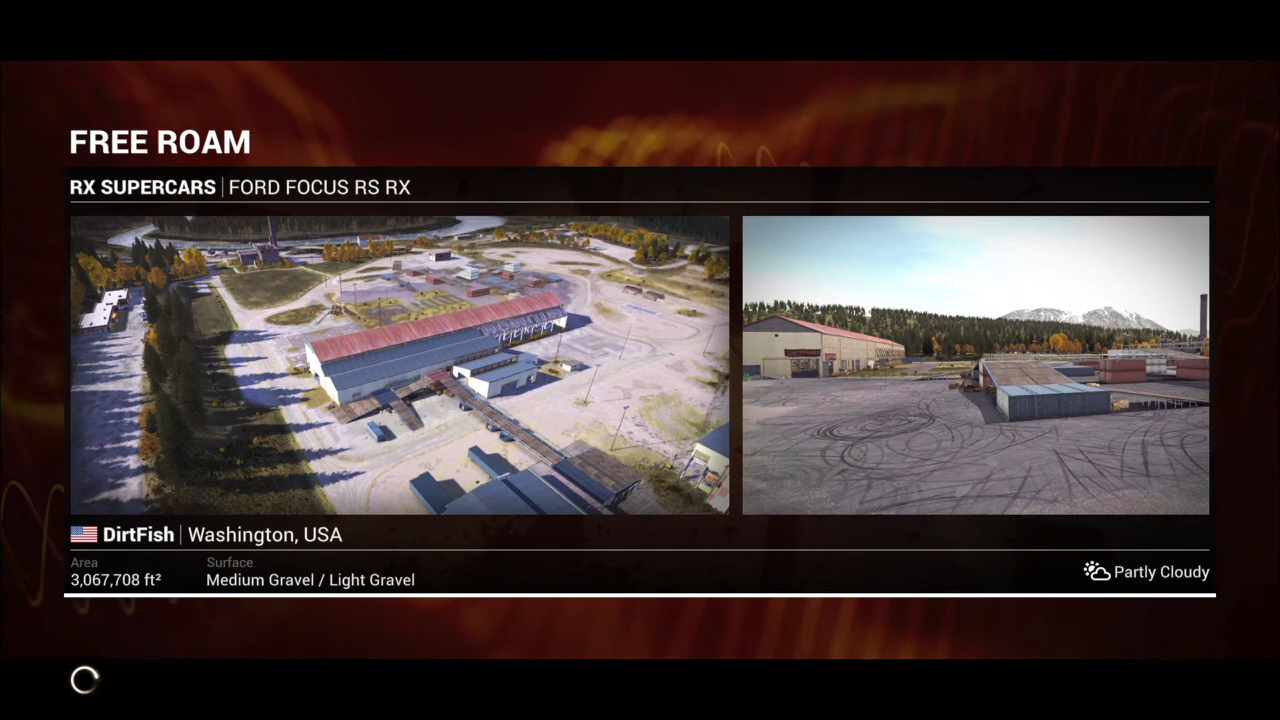 FREE ROAM
RX SUPERCARS | FORD FOCUS RS RX
DirtFish | Washington, USA
Area
Surface
3,067,708 ft²
Medium Gravel / Light Gravel
Partly Cloudy